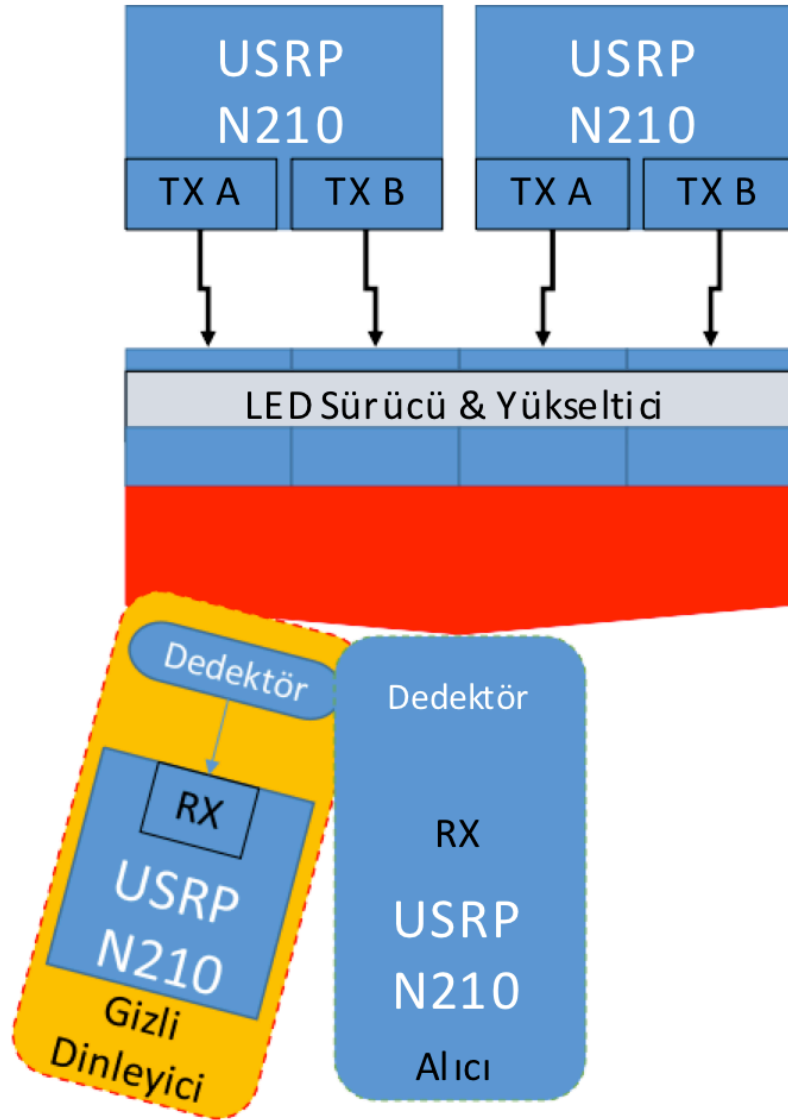 USRP
N210
USRP
N210
TX A
TX B
TX A
TX B
LED Sürücü & Yükseltici
Dedektör
RX
USRP
N210
Gizli
Dinleyici
Dedektör
RX
USRP
N210
Alıcı